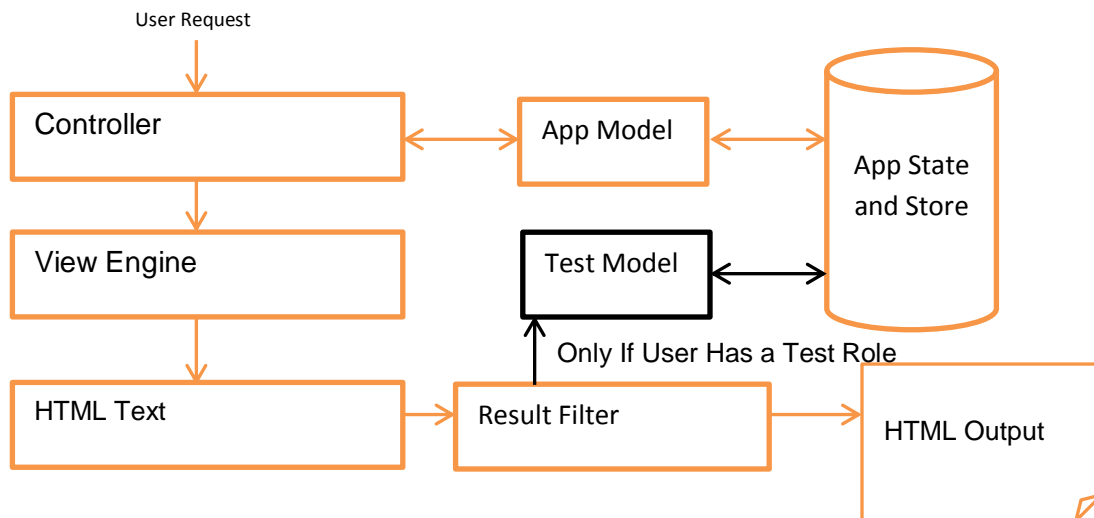 User Request
Controller
App Model
App State
and Store
View Engine
Test Model
Only If User Has a Test Role
HTML Text
Result Filter
HTML Output